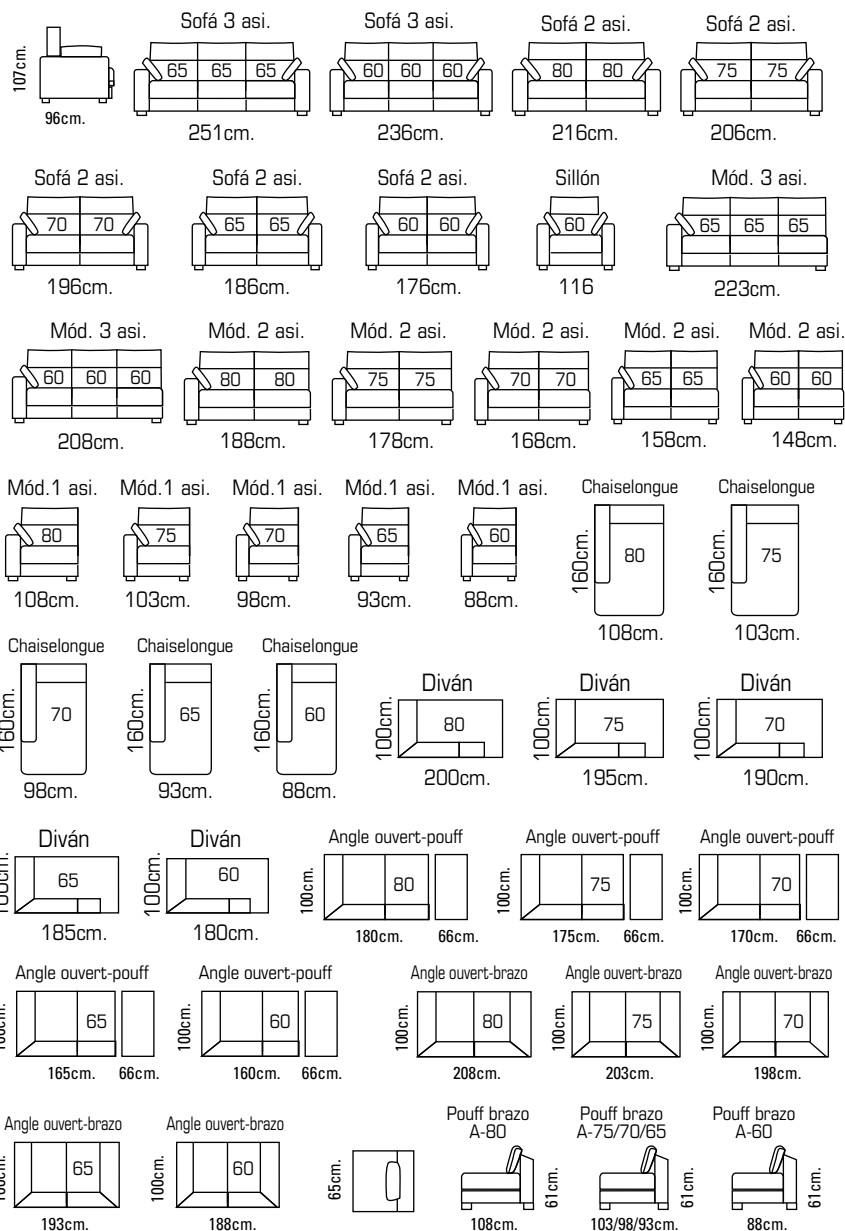 Sofá 3 asi. Sofá 3 asi. Sofá 2 asi. Sofá 2 asi.
107cm.
65 65 65 60 60 60 80 80 75 75
96cm.
251cm. 236cm. 216cm. 206cm.
Sofá 2 asi. Sofá 2 asi. Sofá 2 asi. Sillón Mód. 3 asi.
70 70 65 65 60 60 60 65 65 65
196cm. 186cm. 176cm. 116 223cm.
Mód. 3 asi. Mód. 2 asi. Mód. 2 asi. Mód. 2 asi. Mód. 2 asi. Mód. 2 asi.
60 60 60 80 80 75 75 70 70 65 65 60 60
208cm. 188cm. 178cm. 168cm. 158cm. 148cm.
Mód.1 asi. Mód.1 asi. Mód.1 asi. Mód.1 asi. Mód.1 asi. Chaiselongue Chaiselongue
80 75 70 65 60 160cm. 80 160cm. 75
108cm. 103cm. 98cm. 93cm. 88cm. 108cm. 103cm.
Chaiselongue Chaiselongue Chaiselongue
160cm. 70 160cm. 65 160cm. 60
98cm. 93cm. 88cm.
Diván Diván Diván
100cm. 80 100cm. 75 100cm. 70
200cm. 195cm. 190cm.
Diván Diván Angle ouvert-pouff Angle ouvert-pouff Angle ouvert-pouff
100cm. 65 100cm. 60 100cm. 80 100cm. 75 100cm. 70
185cm. 180cm. 180cm. 66cm. 175cm. 66cm. 170cm. 66cm.
Angle ouvert-pouff Angle ouvert-pouff Angle ouvert-brazo Angle ouvert-brazo Angle ouvert-brazo
100cm. 65 100cm. 60 100cm. 80 100cm. 75 100cm. 70
165cm. 66cm. 160cm. 66cm. 208cm. 203cm. 198cm.
Angle ouvert-brazo Angle ouvert-brazo Pouff brazo Pouff brazo Pouff brazo
A-80 A-75/70/65 A-60
100cm. 65 100cm. 60 65cm. 61cm. 61cm. 61cm.
193cm. 188cm. 108cm. 103/98/93cm. 88cm.